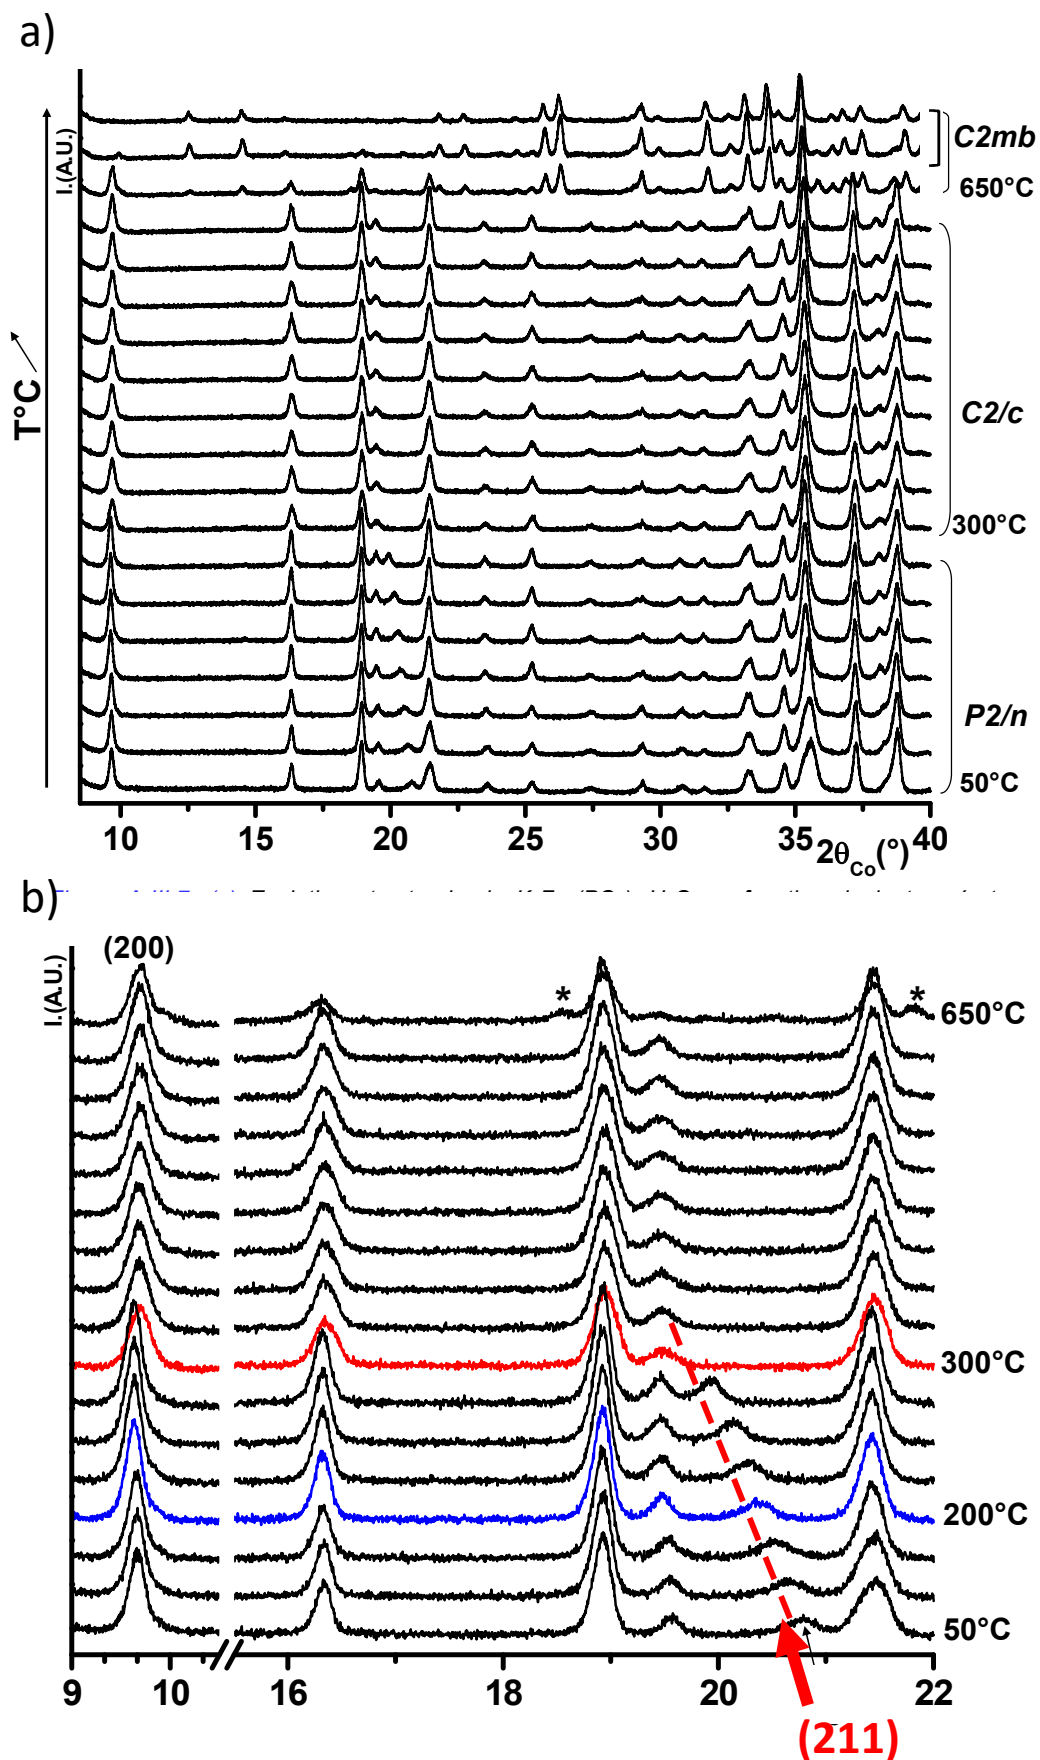 a)
I.(A.U.)
T°C
C2mb
650°C
C2/c
300°C
P2/n
50°C
10 15 20 25 30 35 40
2θCo(°)
b)
(200)
I.(A.U.)
* *
650°C
300°C
200°C
50°C
9 10 16 18 20 22
(211)